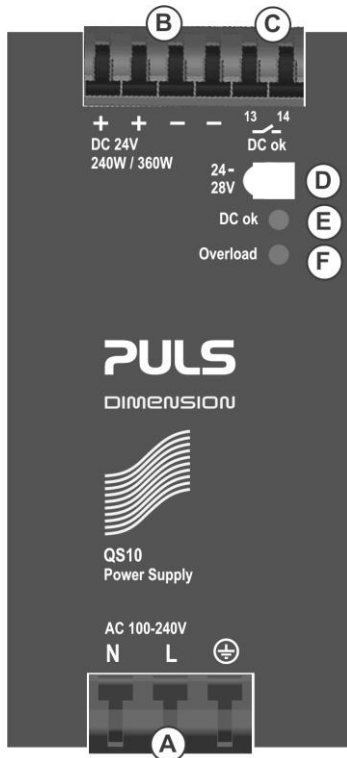 B C
+ + − − 13 14
DC 24V DC ok
240W / 360W
24-
28V D
DC ok E
Overload F
PULS
DIMENSION
QS10
Power Supply
AC 100-240V
N L
A